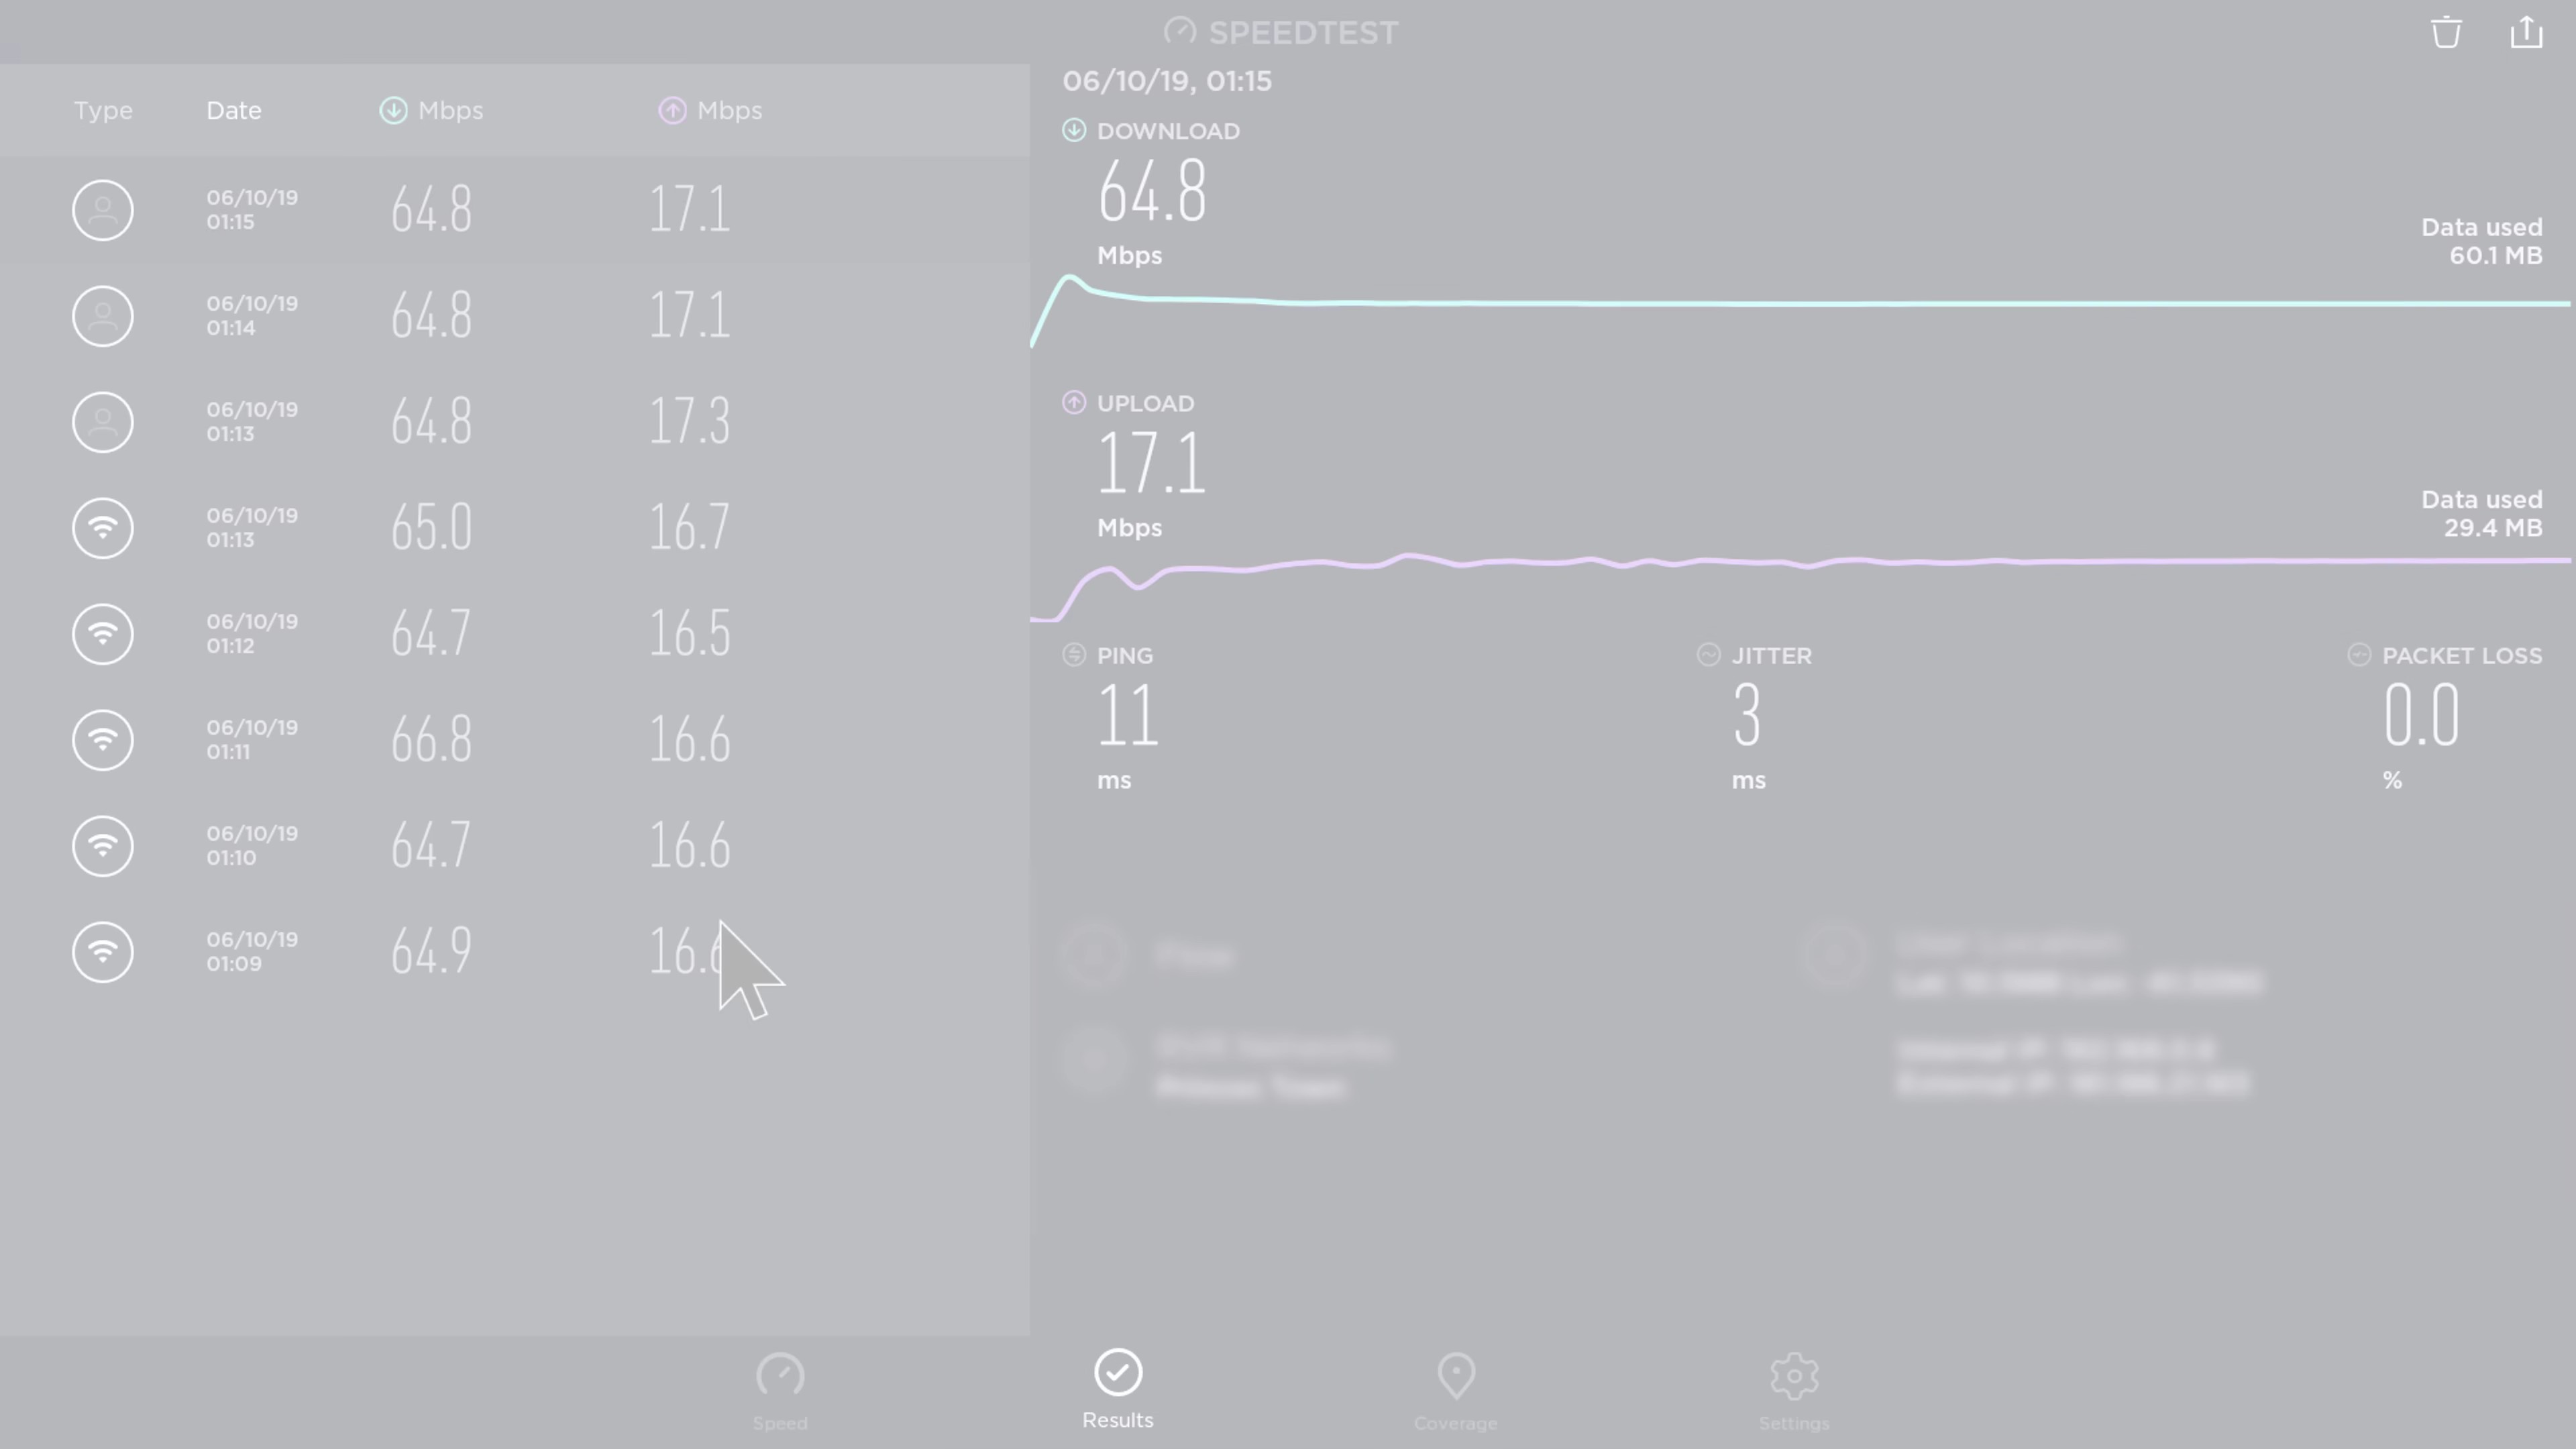 SPEEDTEST
Type Date Mbps Mbps
06/10/19
01:15
64.8 17.1
06/10/19
01:14
64.8 17.1
06/10/19
01:13
64.8 17.3
06/10/19
01:13
65.0 16.7
06/10/19
01:12
64.7 16.5
06/10/19
01:11
66.8 16.6
06/10/19
01:10
64.7 16.6
06/10/19
01:09
64.9
06/10/19, 01:15
DOWNLOAD
64.8
Mbps
Data used
60.1 MB
UPLOAD
17.1
Mbps
Data used
29.4 MB
PING
11
ms
JITTER
3
ms
PACKET LOSS
0.0
%
Speed Results Coverage Settings